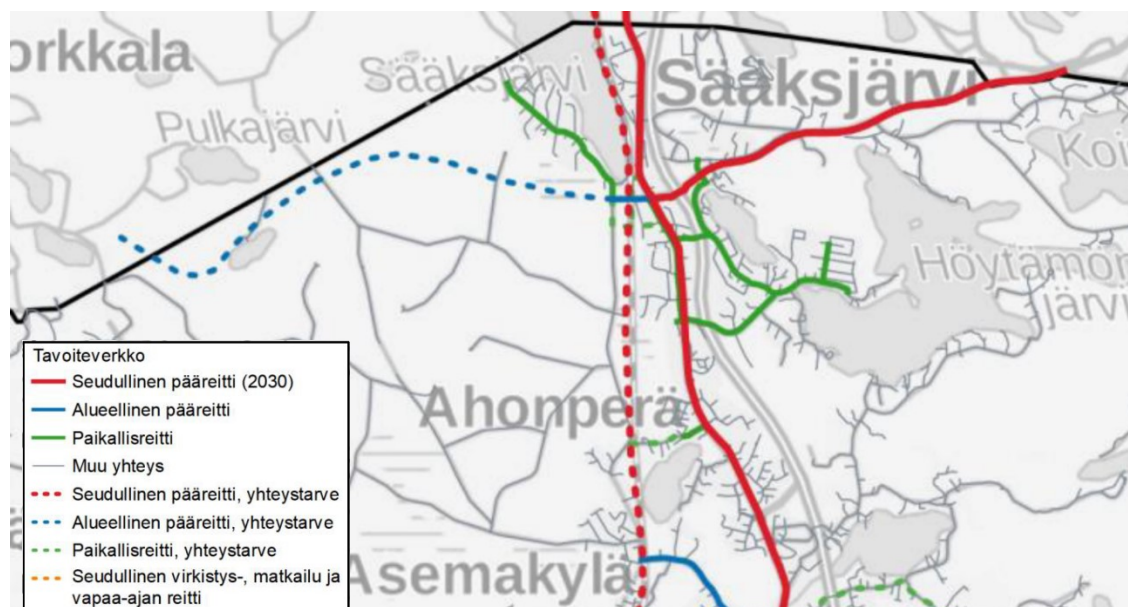 orkkala
Sääksjärvi
Sääksjärvi
Pulkajärvi
Koi
Höytämön
järvi
Ahonperä
Asemakylä
Tavoiteverkko
Seudullinen pääreitti (2030)
Alueellinen pääreitti
Paikallisreitti
Muu yhteys
Seudullinen pääreitti, yhteystarve
Alueellinen pääreitti, yhteystarve
Paikallisreitti, yhteystarve
Seudullinen virkistys-, matkailu ja
vapaa-ajan reitti